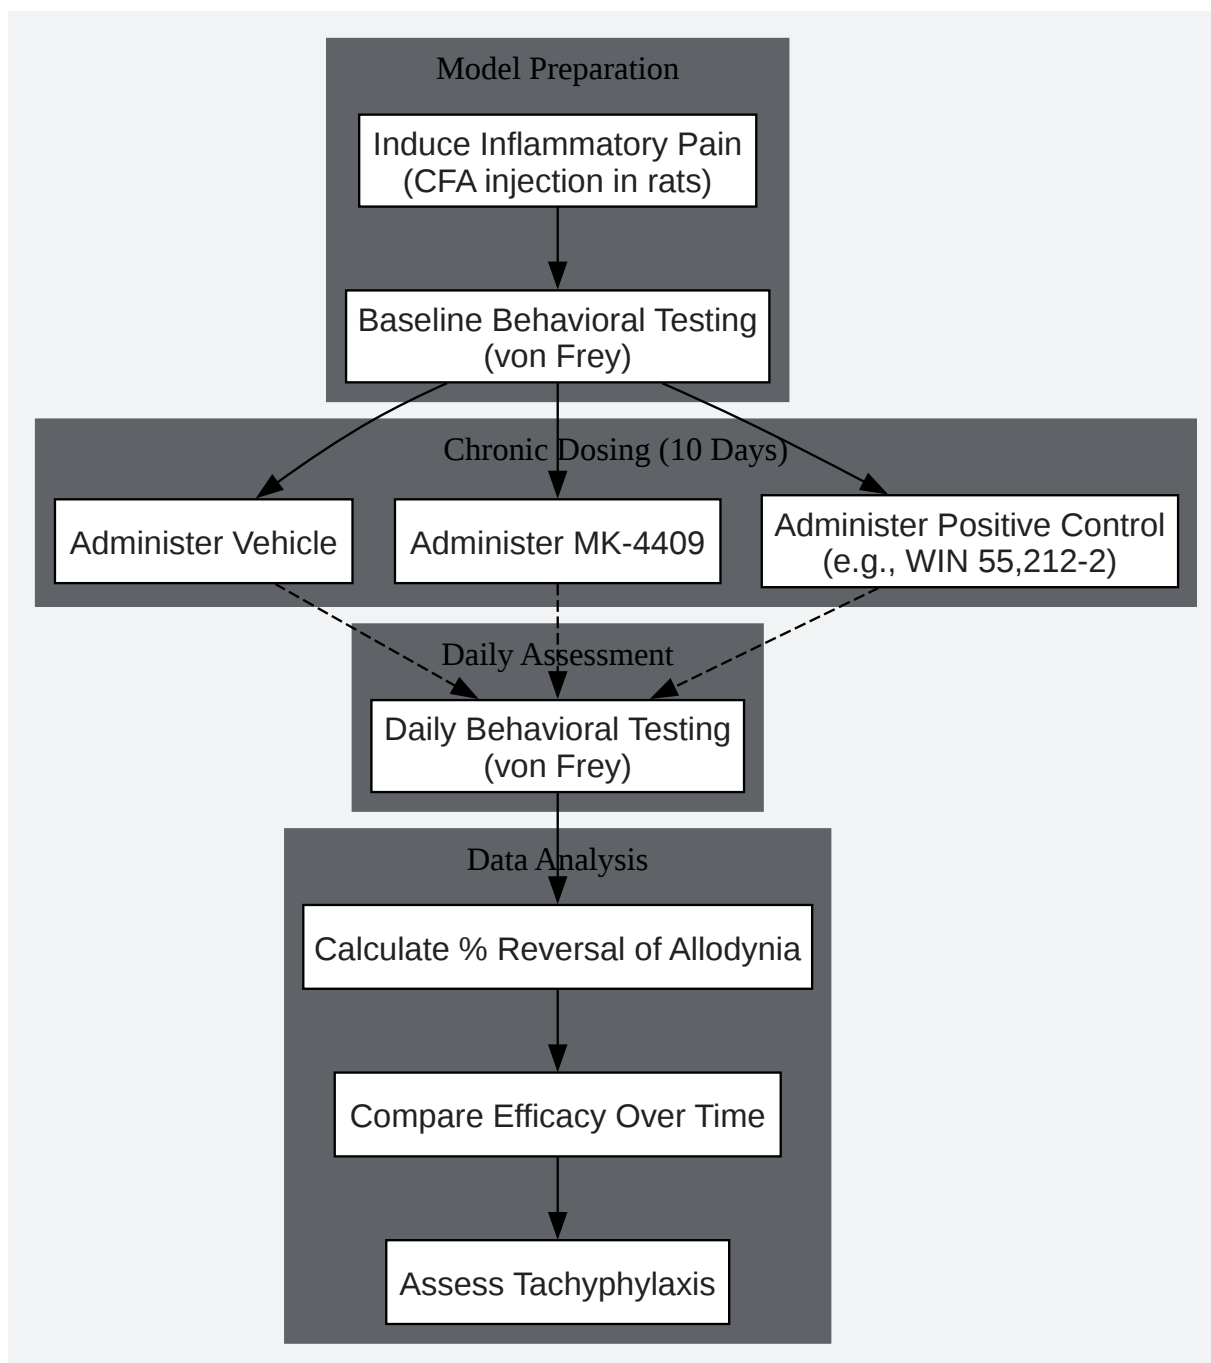 Model Preparation
Induce Inflammatory Pain
(CFA injection in rats)
Baseline Behavioral Testing
(von Frey)
Chronic Dosing (10 Days)
Administer Vehicle
Administer MK-4409
Administer Positive Control
(e.g., WIN 55,212-2)
Daily Assessment
Daily Behavioral Testing
(von Frey)
Data Analysis
Calculate % Reversal of Allodynia
Compare Efficacy Over Time
Assess Tachyphylaxis